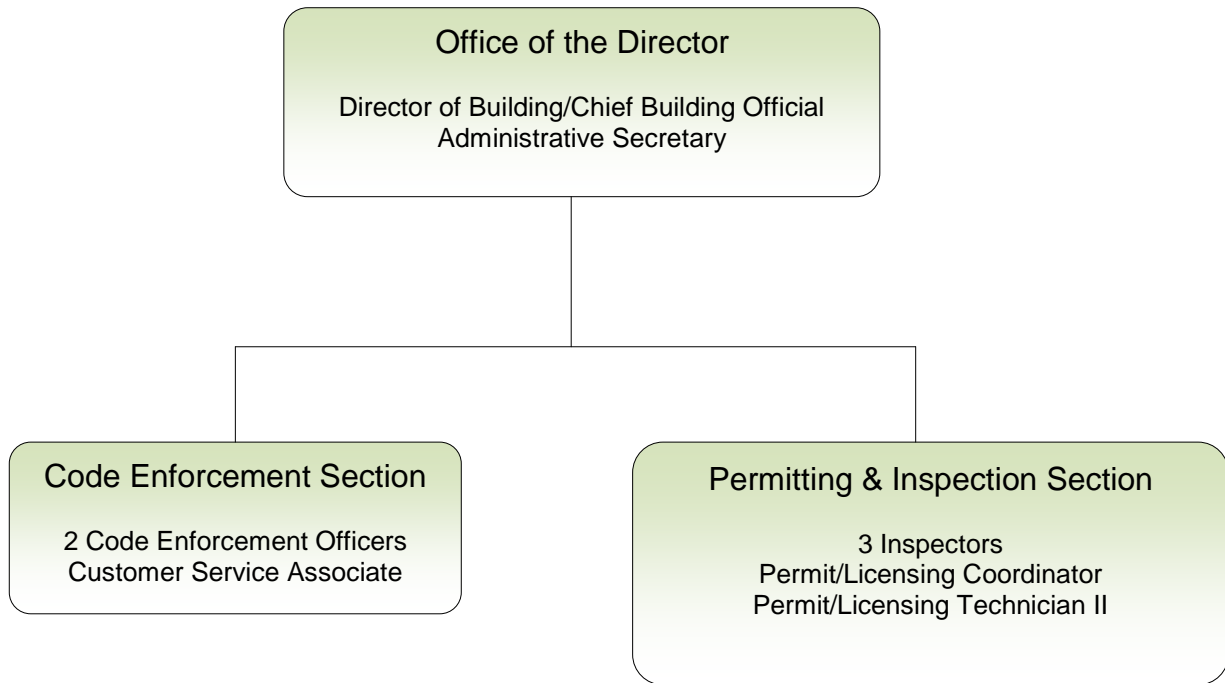 Office of the Director
Director of Building/Chief Building Official
Administrative Secretary
Code Enforcement Section
2 Code Enforcement Officers
Customer Service Associate
Permitting & Inspection Section
3 Inspectors
Permit/Licensing Coordinator
Permit/Licensing Technician II